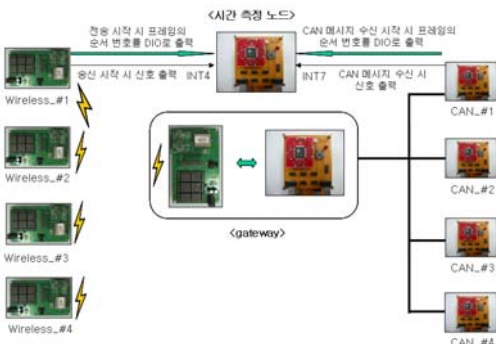 <시간 측정 노드>
전송 시작 시 프레임의
순서 번호를 DIO로 출력
CAN 메시지 수신 시작 시 프레임의
순서 번호를 DIO로 출력
송신 시작 시 신호 출력
INT4
INT7
CAN 메시지 수신 시
신호 출력
Wireless_#1
CAN_#1
Wireless_#2
CAN_#2
<gateway>
Wireless_#3
CAN_#3
Wireless_#4
CAN_#4